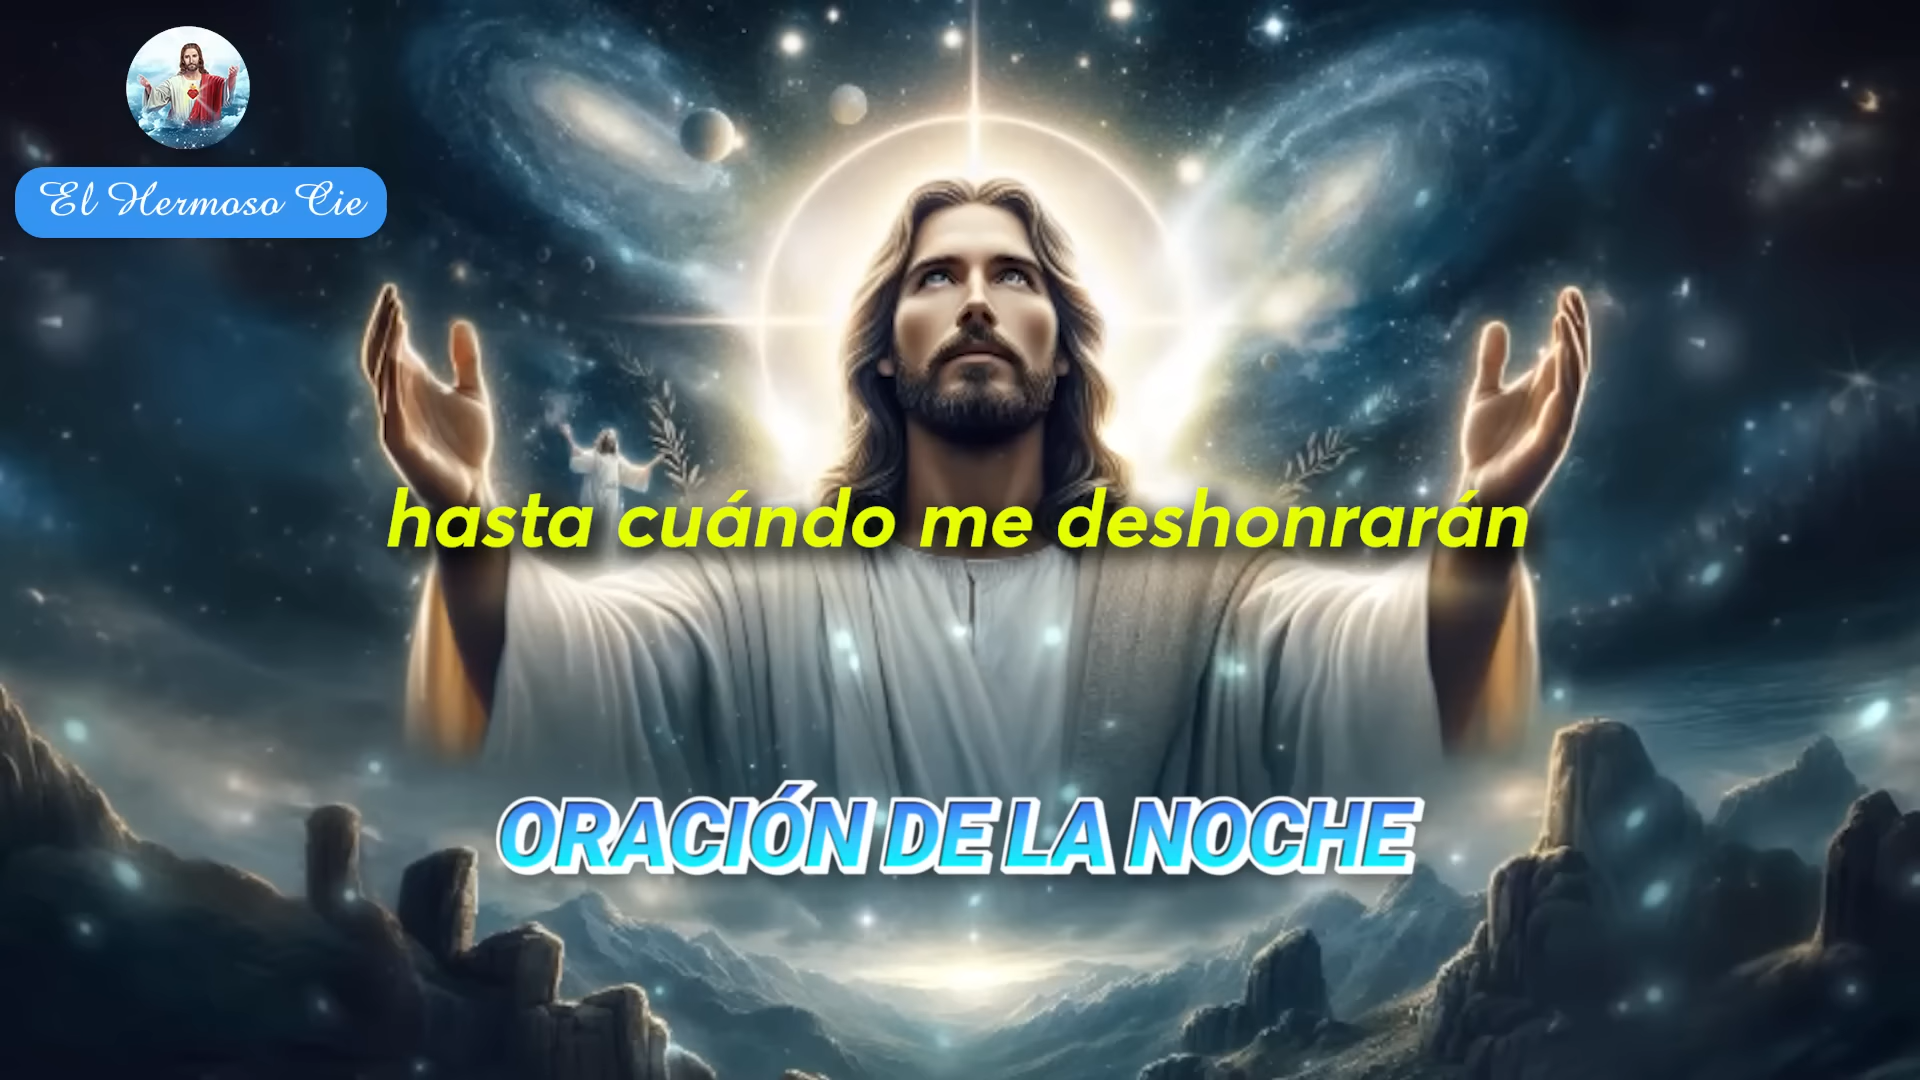 El Hermoso Cie
hasta cuándo me deshonrarán
ORACIÓN DE LA NOCHE